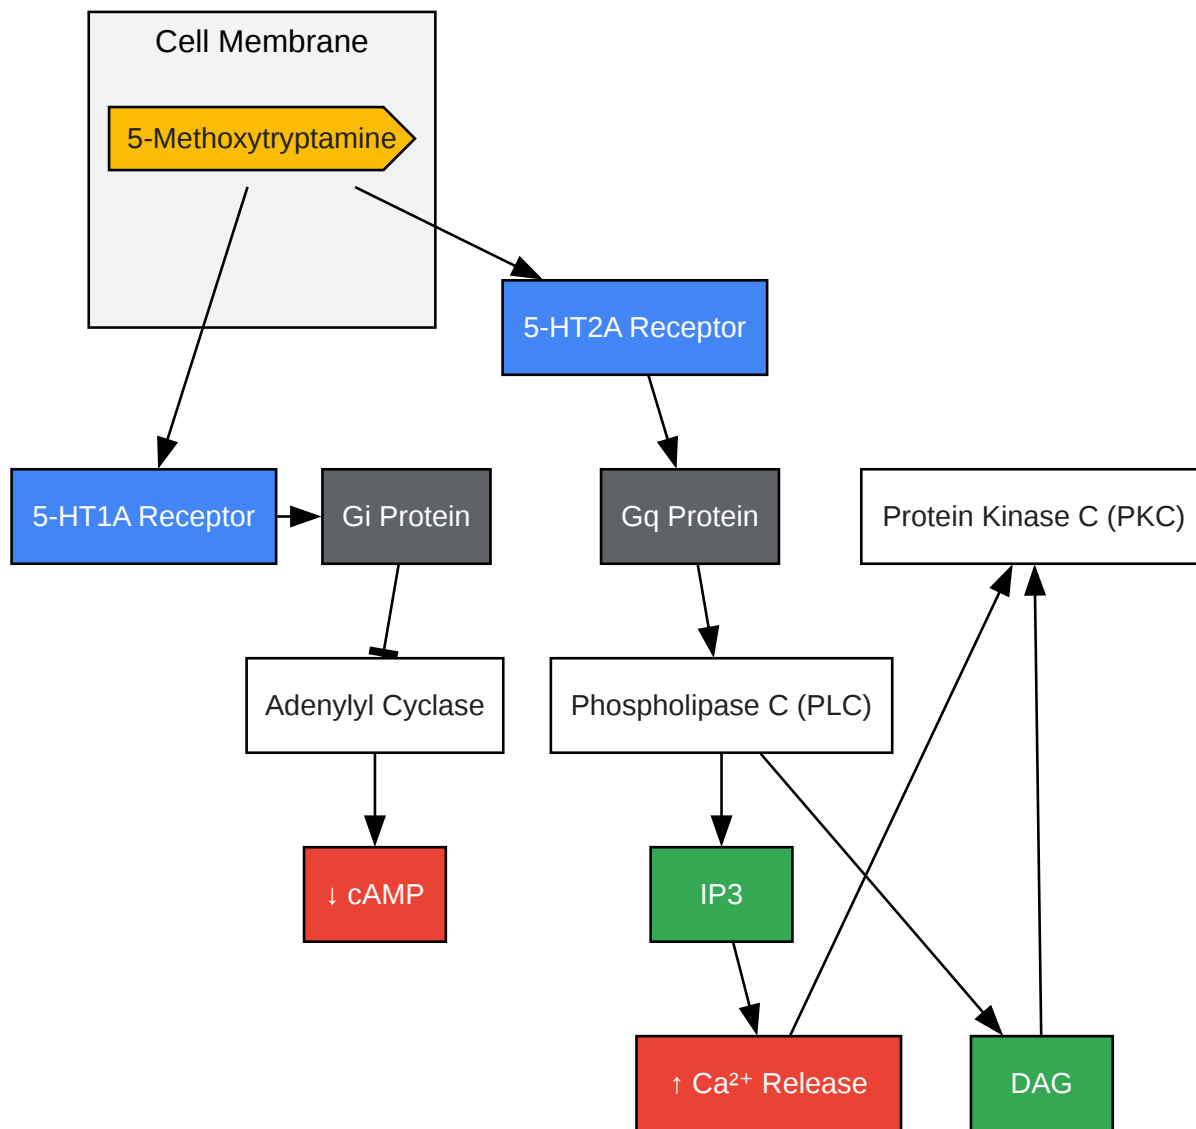 Cell Membrane
5-Methoxytryptamine
5-HT2A Receptor
5-HT1A Receptor
Gi Protein
Gq Protein
Protein Kinase C (PKC)
Adenylyl Cyclase
Phospholipase C (PLC)
↓ cAMP
IP3
↑ Ca²⁺ Release
DAG